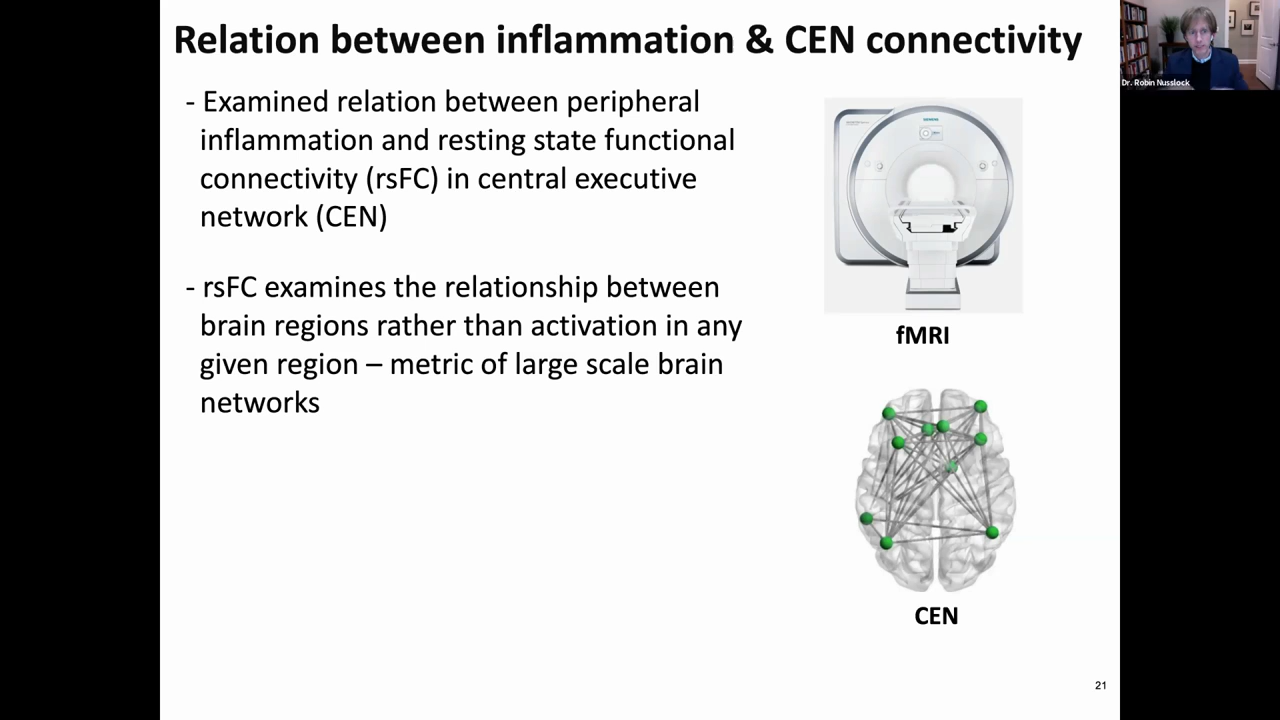 Relation between inflammation & CEN connectivity
Dr. Robin Nusslock
- Examined relation between peripheral
inflammation and resting state functional
connectivity (rsFC) in central executive
network (CEN)
- rsFC examines the relationship between
brain regions rather than activation in any
given region – metric of large scale brain
networks
SIEMENS
fMRI
CEN
21